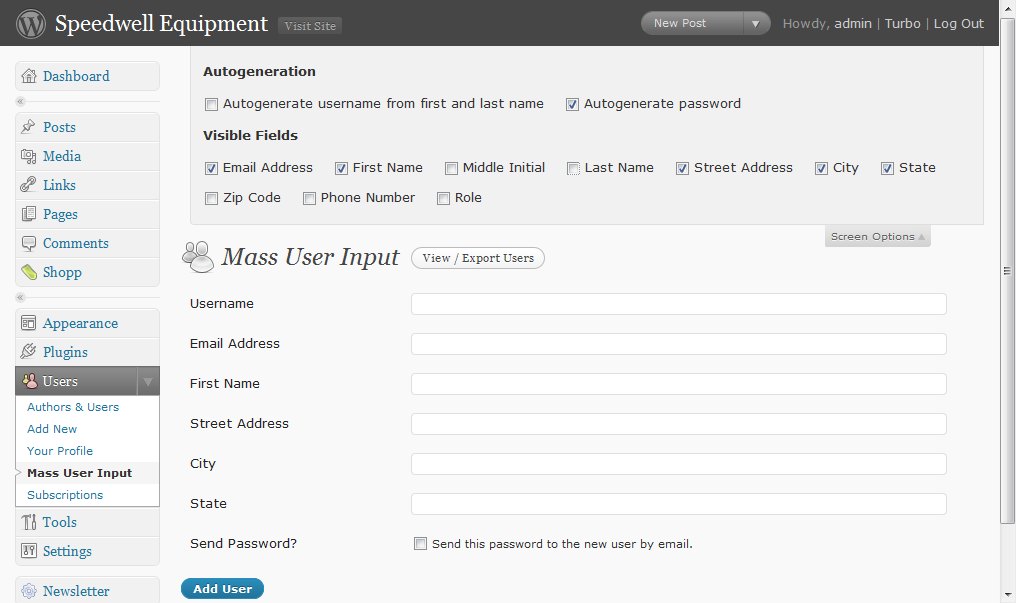 Speedwell Equipment Visit Site New Post Howdy, admin | Turbo | Log Out
Dashboard
Posts
Media
Links
Pages
Comments
Shopp
Appearance
Plugins
Users
Authors & Users
Add New
Your Profile
Mass User Input
Subscriptions
Tools
Settings
Newsletter
Autogeneration
Autogenerate username from first and last name Autogenerate password
Visible Fields
Email Address First Name Middle Initial Last Name Street Address City State
Zip Code Phone Number Role
Screen Options
Mass User Input View / Export Users
Username
Email Address
First Name
Street Address
City
State
Send Password? Send this password to the new user by email.
Add User